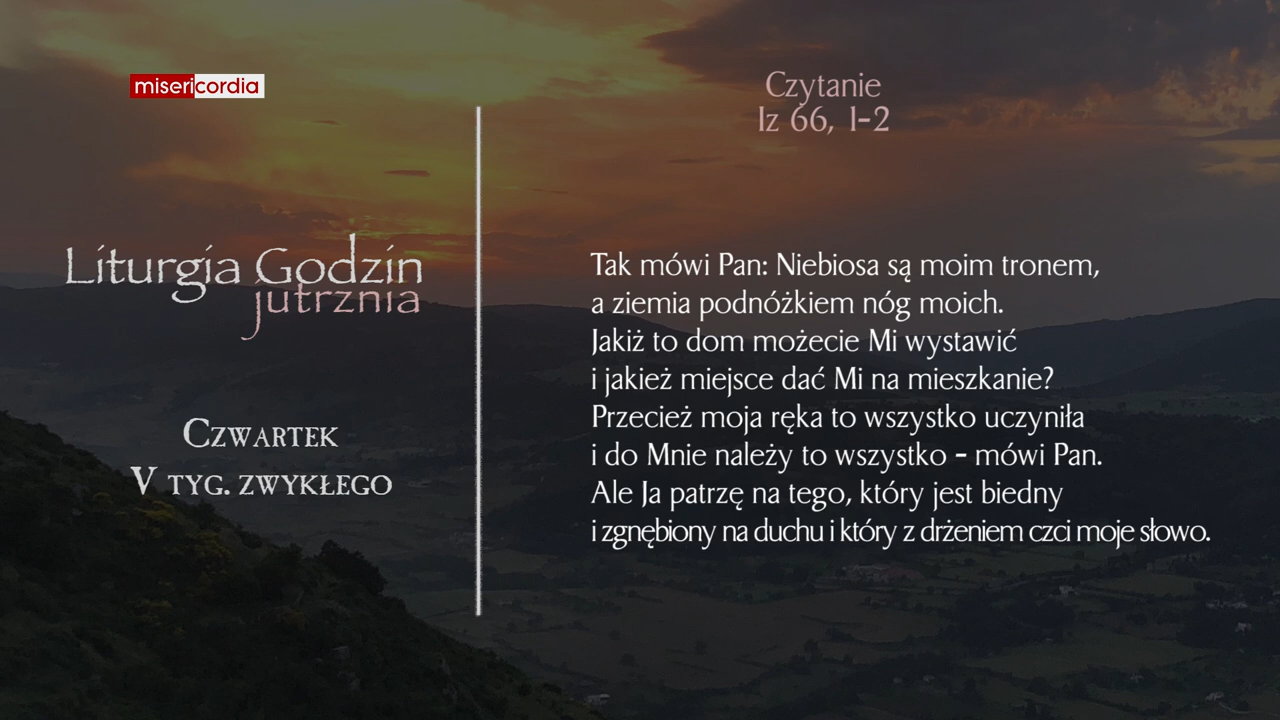 misericordia
Liturgia Godzin
jutrznia
Czwartek
V tyg. zwykłego
Czytanie
Iz 66, 1-2
Tak mówi Pan: Niebiosa są moim tronem,
a ziemia podnóżkiem nóg moich.
Jakiż to dom możecie Mi wystawić
i jakież miejsce dać Mi na mieszkanie?
Przecież moja ręka to wszystko uczyniła
i do Mnie należy to wszystko - mówi Pan.
Ale Ja patrzę na tego, który jest biedny
i zgnębiony na duchu i który z drżeniem czci moje słowo.